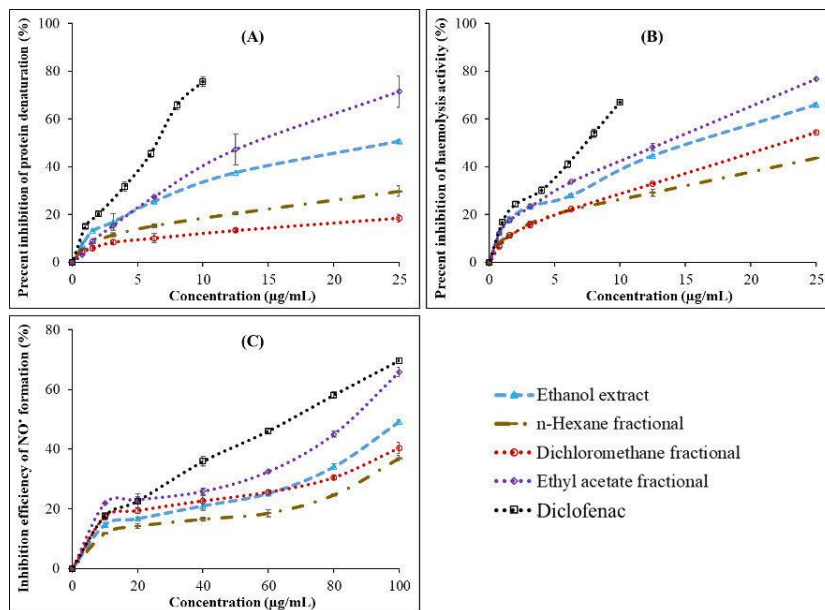 (A)
Precent inhibition of protein denaturation (%)
100
80
60
40
20
0
0 5 10 15 20 25
Concentration (µg/mL)
(B)
Precent inhibition of haemolysis activity (%)
100
80
60
40
20
0
0 5 10 15 20 25
Concentration (µg/mL)
(C)
Inhibition efficiency of NO• formation (%)
80
60
40
20
0
0 20 40 60 80 100
Concentration (µg/mL)
Ethanol extract
n-Hexane fractional
Dichloromethane fractional
Ethyl acetate fractional
Diclofenac